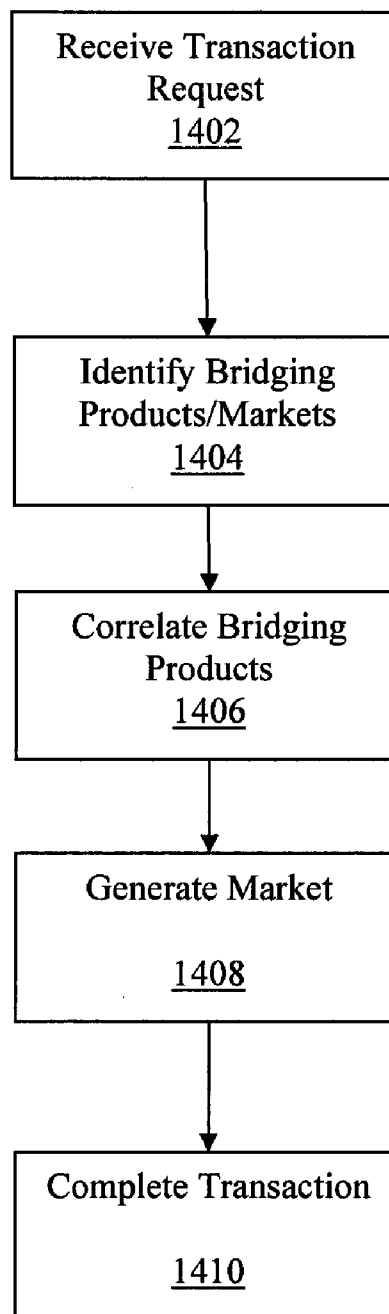 Receive Transaction
Request
1402
Identify Bridging
Products/Markets
1404
Correlate Bridging
Products
1406
Generate Market
1408
Complete Transaction
1410